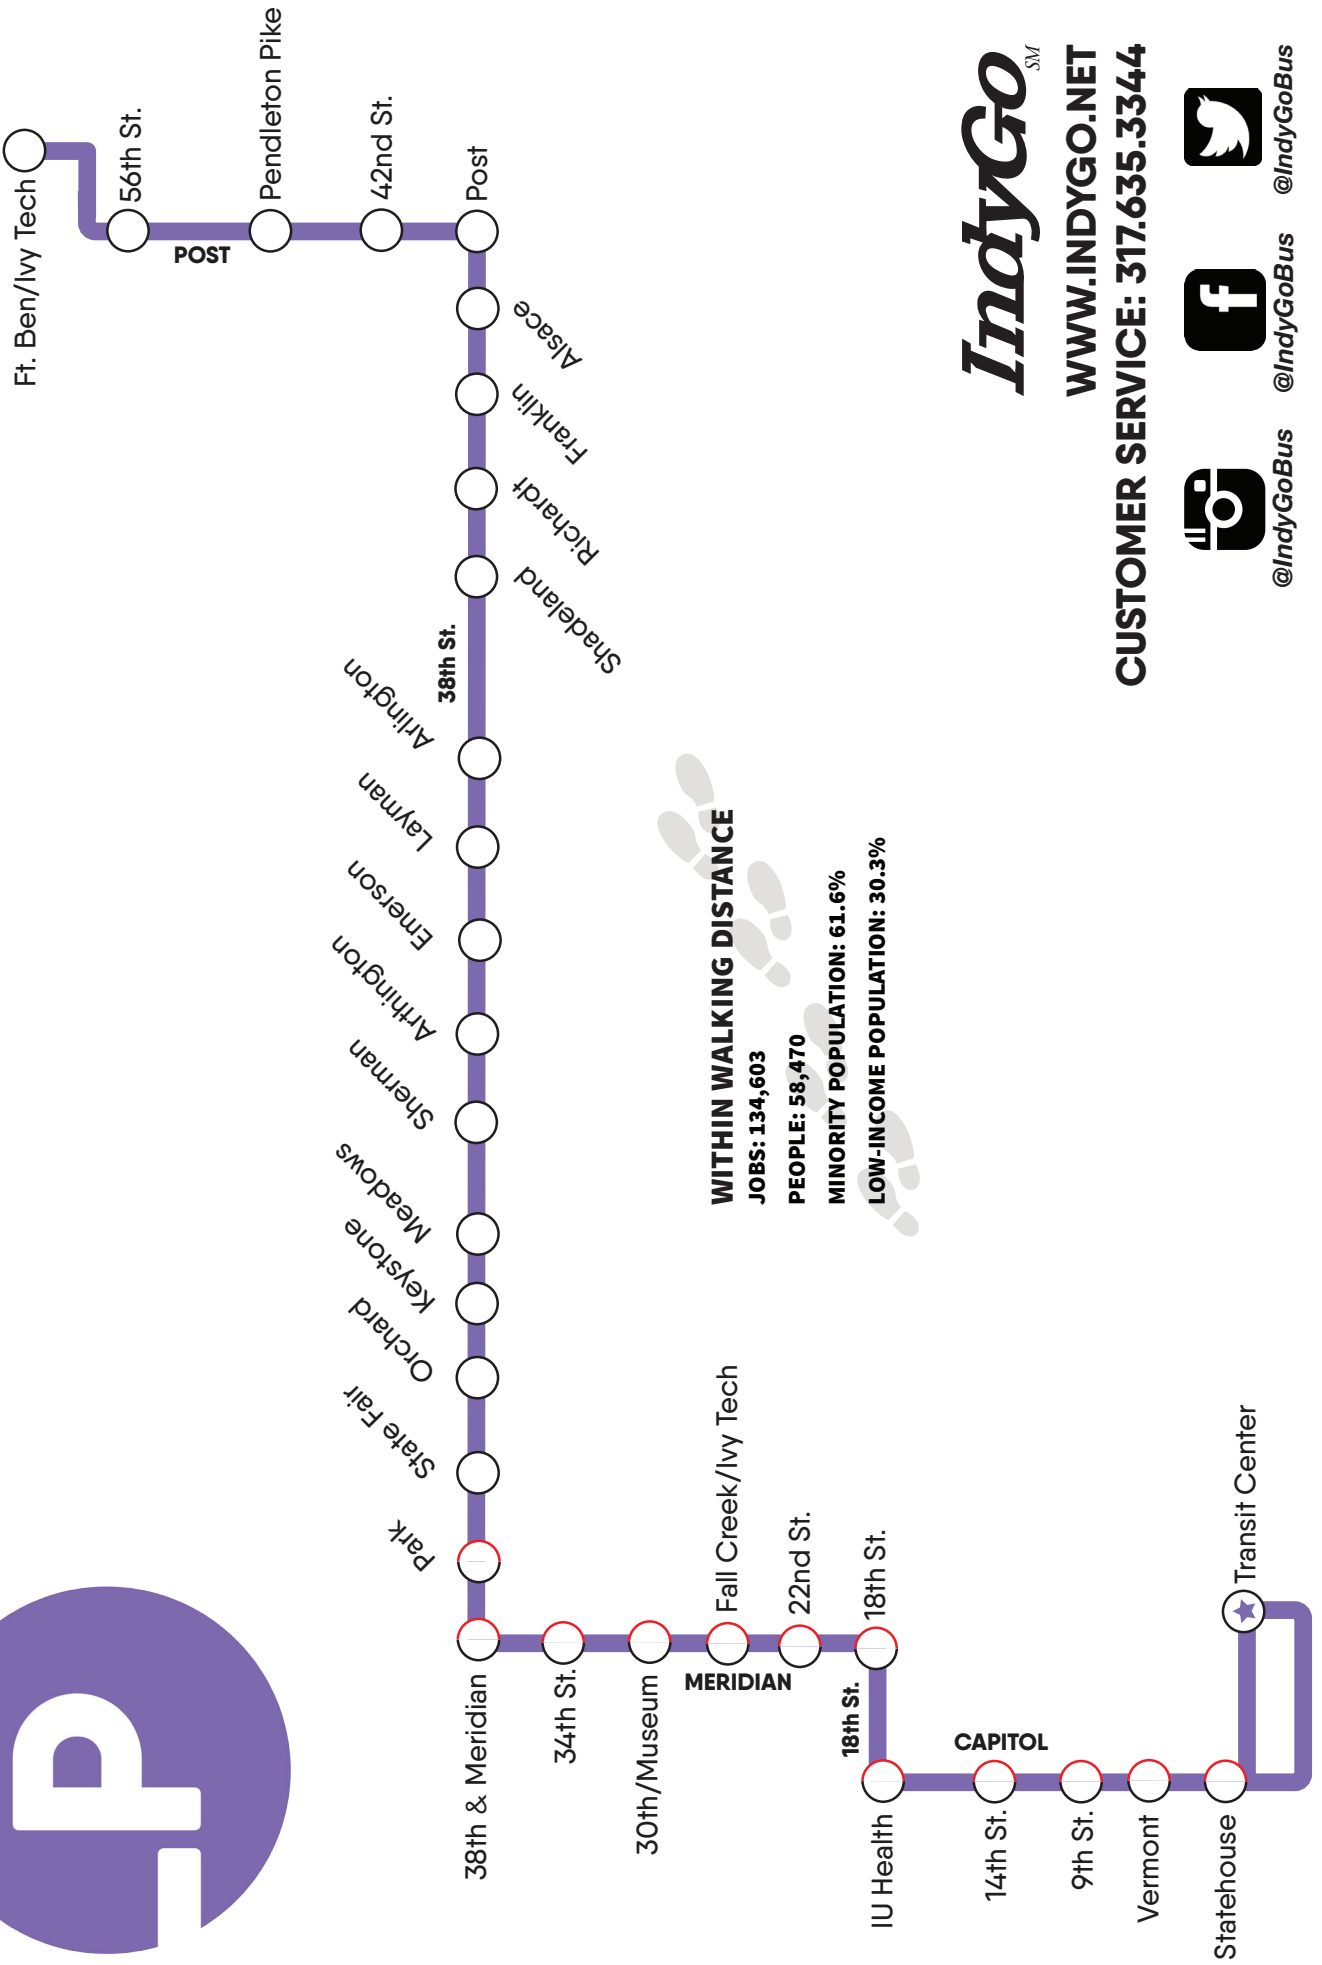 P
Ft. Ben/Ivy Tech
56th St.
Pendleton Pike
42nd St.
Post
POST
Alsace
Franklin
Richardt
Shadeland
38th St.
Arlington
Layman
Emerson
Arthington
Sherman
Meadows
Keystone
Orchard
State Fair
Park
38th & Meridian
34th St.
30th/Museum
MERIDIAN
Fall Creek/Ivy Tech
22nd St.
18th St.
18th St.
IU Health
CAPITOL
14th St.
9th St.
Vermont
Statehouse
Transit Center
WITHIN WALKING DISTANCE
JOBS: 134,603
PEOPLE: 58,470
MINORITY POPULATION: 61.6%
LOW-INCOME POPULATION: 30.3%
IndyGo SM
WWW.INDYGO.NET
CUSTOMER SERVICE: 317.635.3344
@IndyGoBus
@IndyGoBus
@IndyGoBus